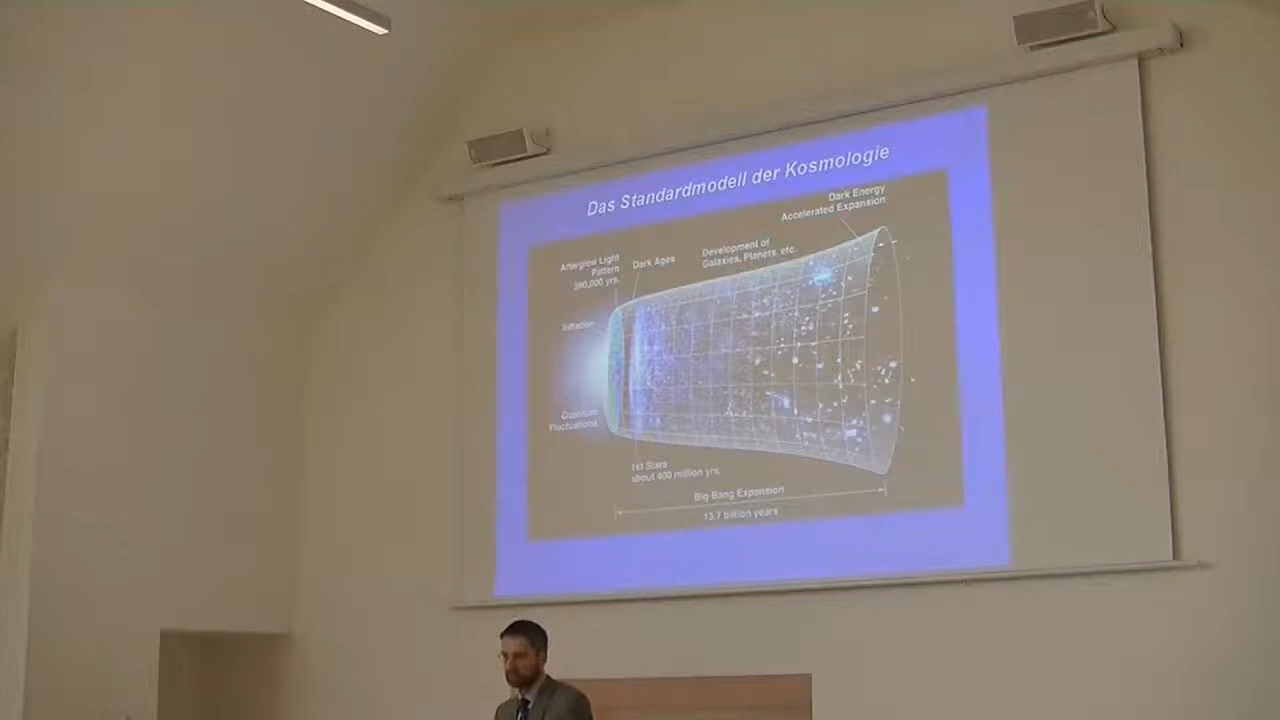 Das Standardmodell der Kosmologie
Dark Energy
Accelerated Expansion
Afterglow Light
Pattern
380,000 yrs.
Dark Ages
Development of
Galaxies, Planets, etc.
Inflation
Quantum
Fluctuations
1st Stars
about 400 million yrs.
Big Bang Expansion
13.7 billion years